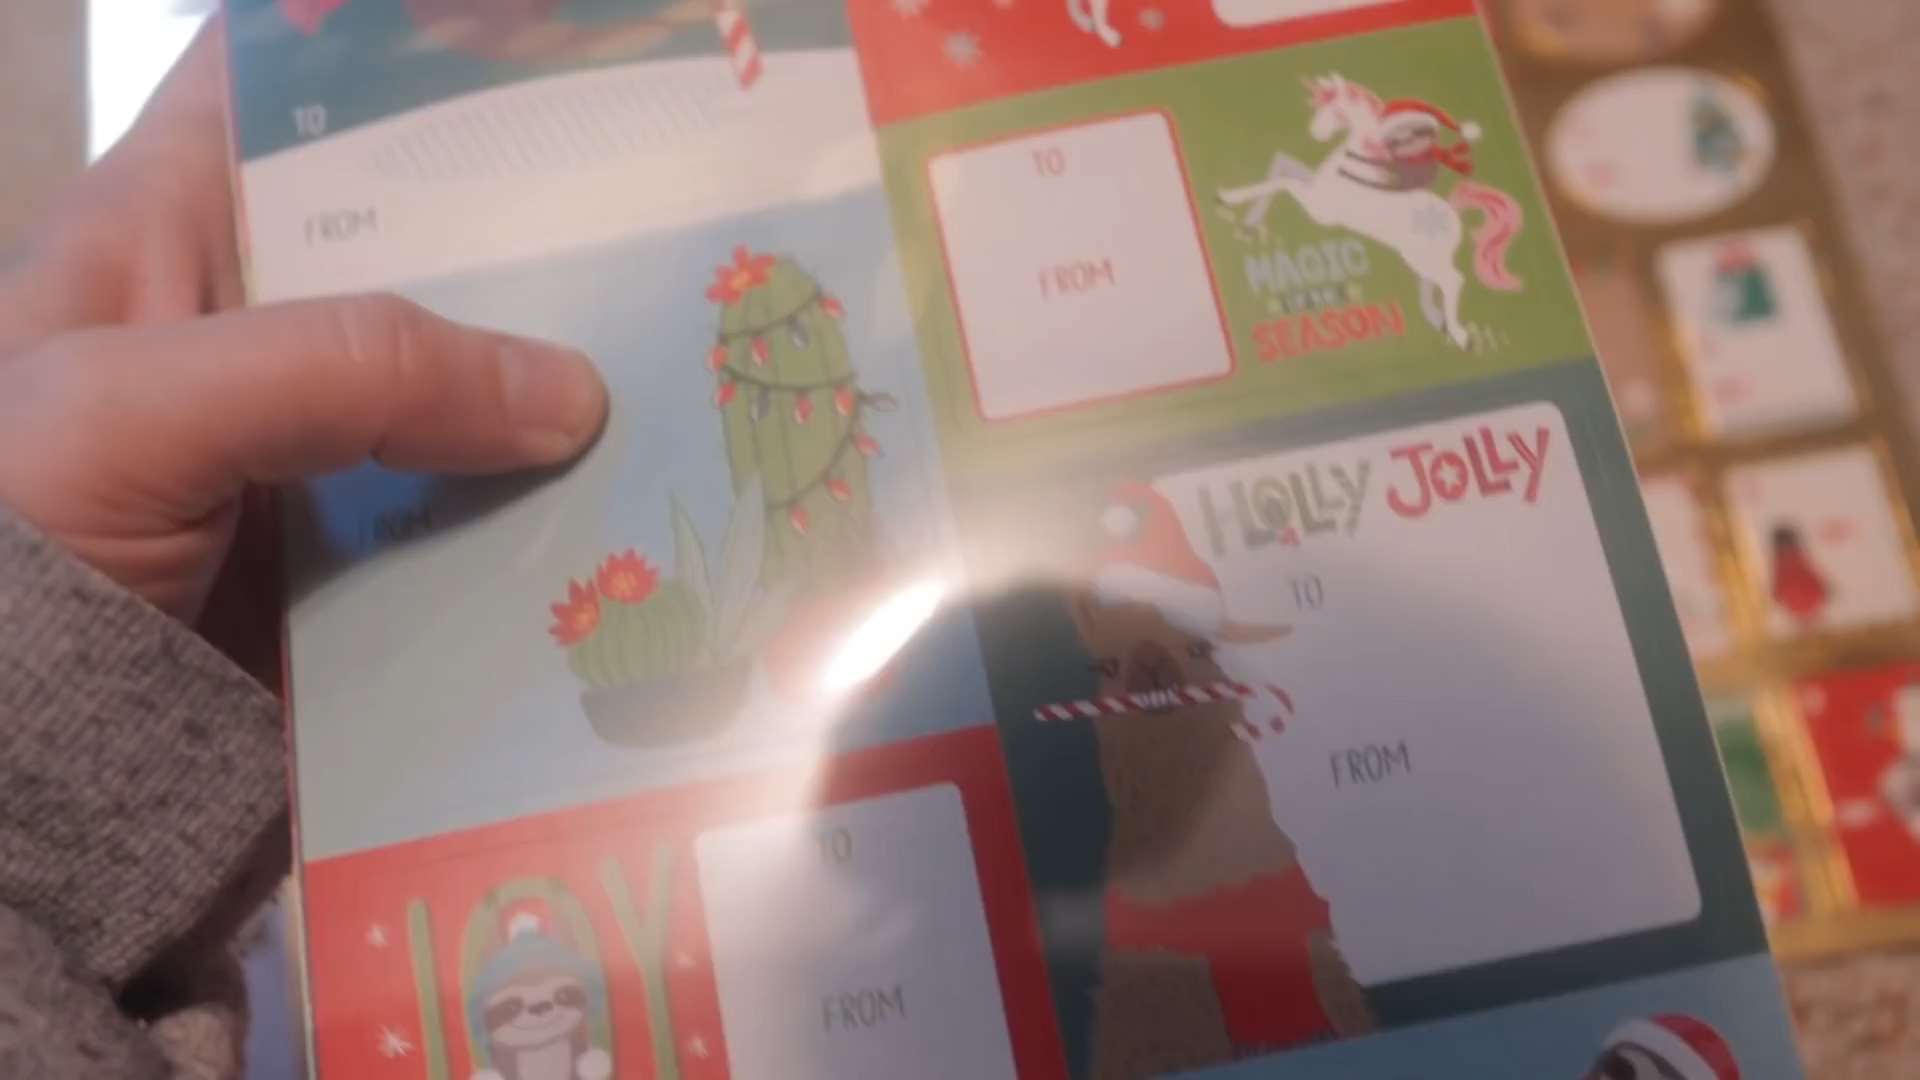 TO
FROM
FROM
TO
FROM
MAGIC
SEASON
HOLLY JOLLY
TO
FROM
JOY
TO
FROM